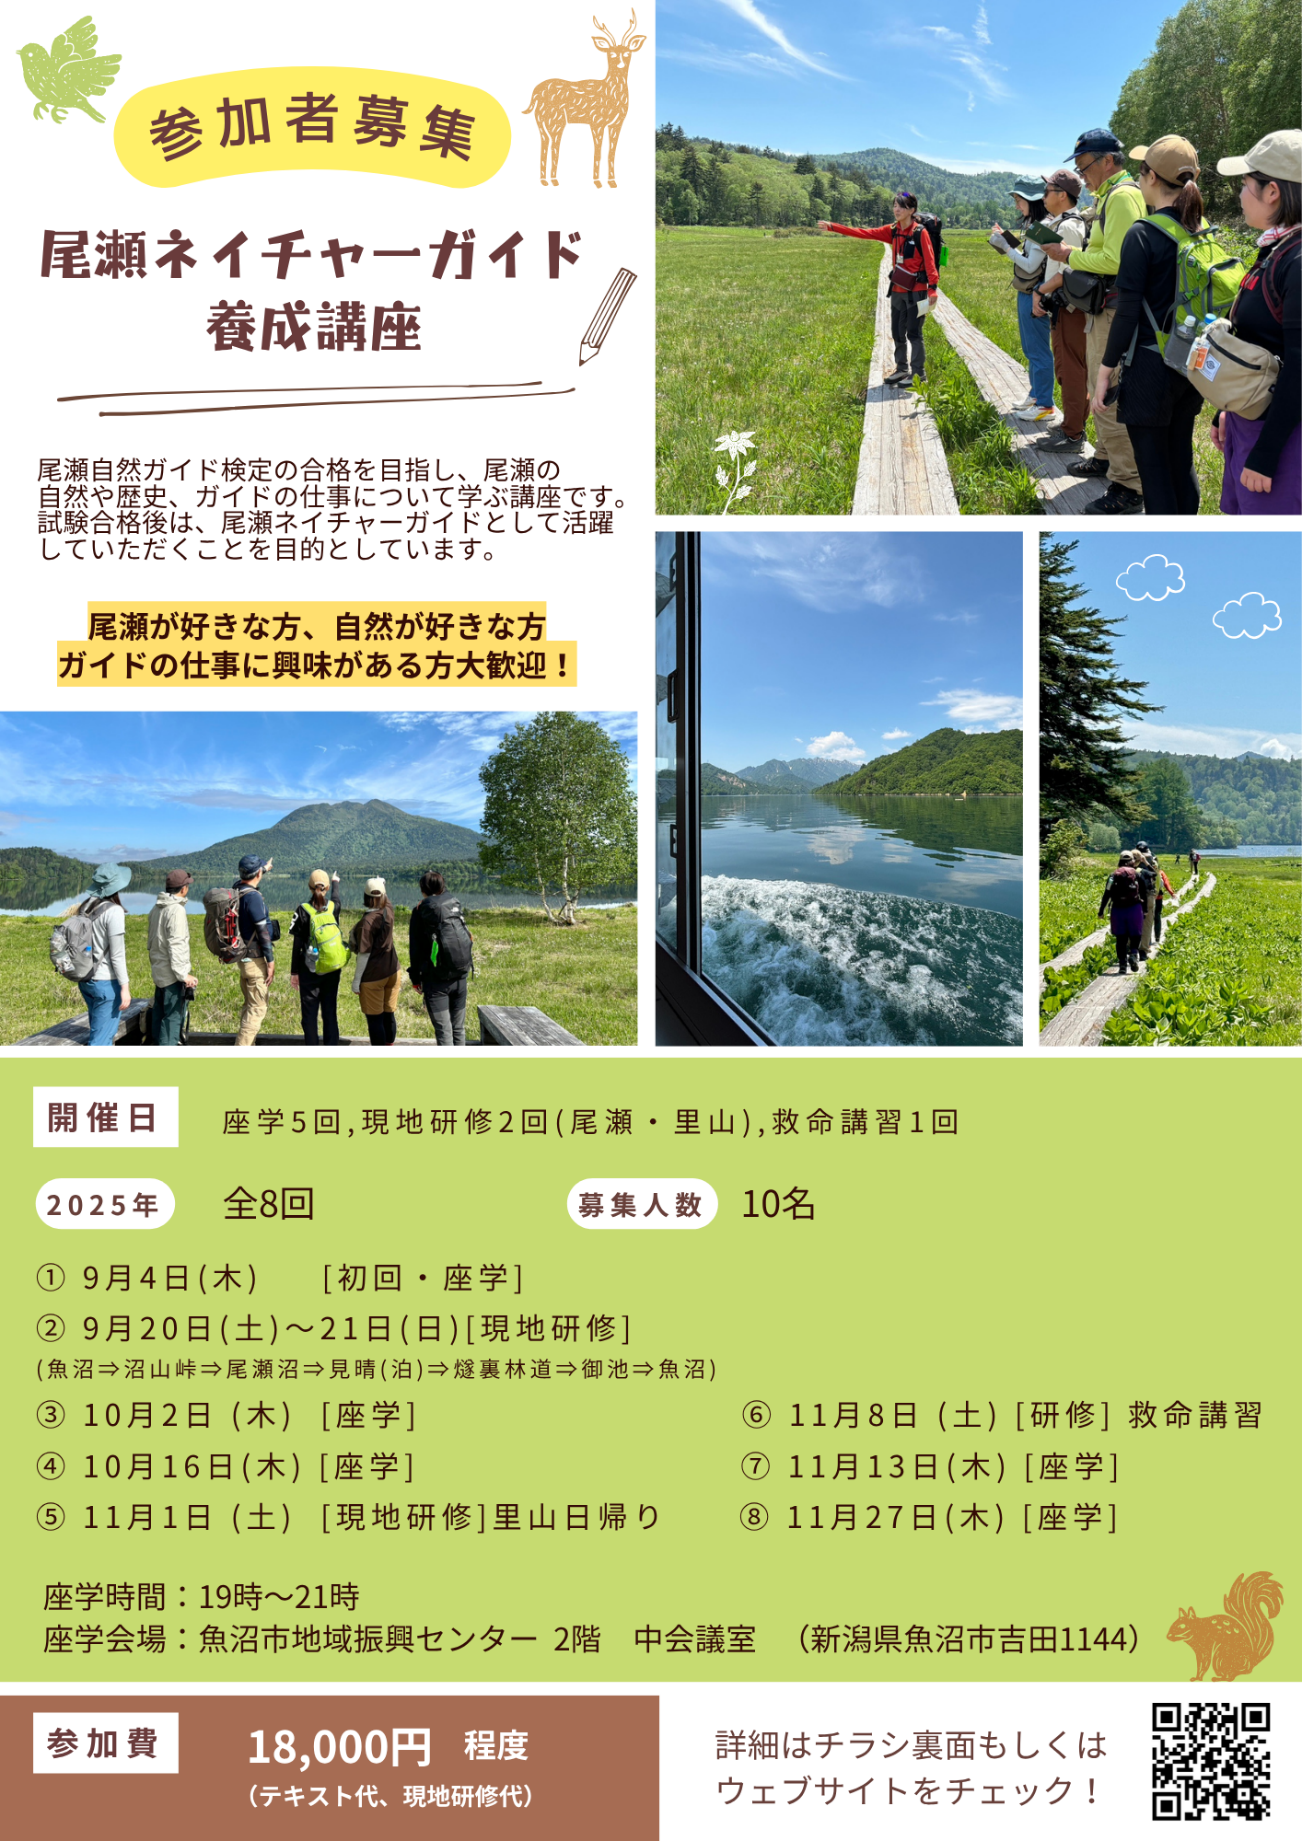 参加者募集
尾瀬ネイチャーガイド
養成講座
尾瀬自然ガイド検定の合格を目指し、尾瀬の
自然や歴史、ガイドの仕事について学ぶ講座です。
試験合格後は、尾瀬ネイチャーガイドとして活躍
していただくことを目的としています。
尾瀬が好きな方、自然が好きな方
ガイドの仕事に興味がある方大歓迎！
開催日 座学5回,現地研修2回(尾瀬・里山),救命講習1回
2025年 全8回 募集人数 10名
① 9月4日(木) [初回・座学]
② 9月20日(土)～21日(日)[現地研修]
(魚沼⇒沼山峠⇒尾瀬沼⇒見晴(泊)⇒燧裏林道⇒御池⇒魚沼)
③ 10月2日 (木) [座学]
④ 10月16日(木) [座学]
⑤ 11月1日 (土) [現地研修]里山日帰り
⑥ 11月8日 (土) [研修] 救命講習
⑦ 11月13日(木) [座学]
⑧ 11月27日(木) [座学]
座学時間：19時～21時
座学会場：魚沼市地域振興センター 2階 中会議室 （新潟県魚沼市吉田1144）
参加費 18,000円 程度
（テキスト代、現地研修代）
詳細はチラシ裏面もしくは
ウェブサイトをチェック！